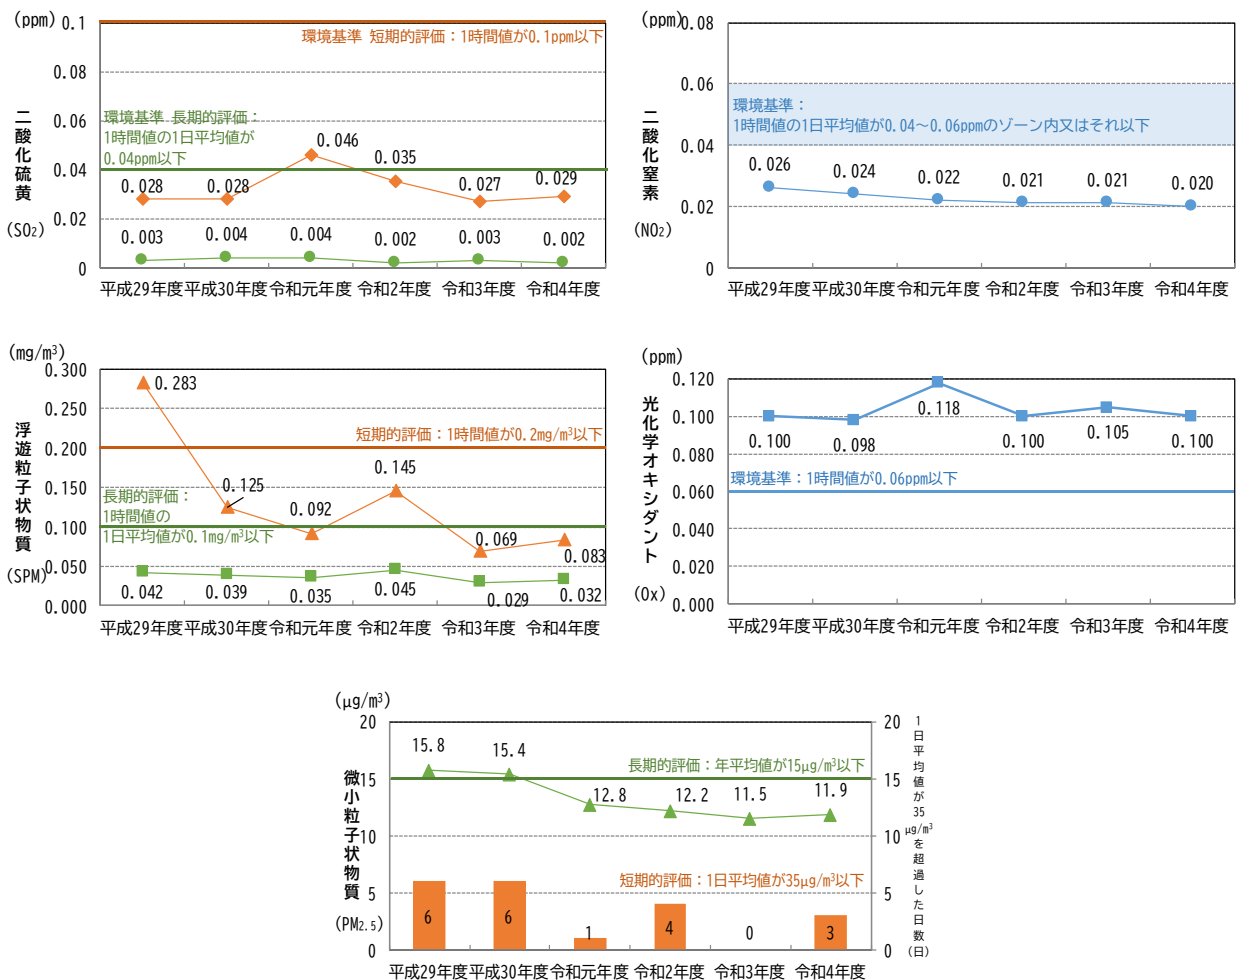 (ppm)
0.1
0.08
0.06
0.04
0.02
0
二酸化硫黄
(SO₂)
環境基準 短期的評価：1時間値が0.1ppm以下
環境基準 長期的評価：
1時間値の1日平均値が
0.04ppm以下
0.028
0.028
0.046
0.035
0.027
0.029
0.003
0.004
0.004
0.002
0.003
0.002
平成29年度 平成30年度 令和元年度 令和2年度 令和3年度 令和4年度
(ppm)
0.08
0.06
0.04
0.02
0
二酸化窒素
(NO₂)
環境基準：
1時間値の1日平均値が0.04～0.06ppmのゾーン内又はそれ以下
0.026
0.024
0.022
0.021
0.021
0.020
平成29年度 平成30年度 令和元年度 令和2年度 令和3年度 令和4年度
(mg/m³)
0.300
0.250
0.200
0.150
0.100
0.050
0.000
浮遊粒子状物質
(SPM)
短期的評価：1時間値が0.2mg/m³以下
長期的評価：
1時間値の
1日平均値が0.1mg/m³以下
0.283
0.125
0.092
0.145
0.069
0.083
0.042
0.039
0.035
0.045
0.029
0.032
平成29年度 平成30年度 令和元年度 令和2年度 令和3年度 令和4年度
(ppm)
0.120
0.100
0.080
0.060
0.040
0.020
0.000
光化学オキシダント
(Ox)
環境基準：1時間値が0.06ppm以下
0.100
0.098
0.118
0.100
0.105
0.100
平成29年度 平成30年度 令和元年度 令和2年度 令和3年度 令和4年度
(μg/m³)
20
15
10
5
0
微小粒子状物質
(PM₂.₅)
長期的評価：年平均値が15μg/m³以下
短期的評価：1日平均値が35μg/m³以下
15.8
15.4
12.8
12.2
11.5
11.9
6
6
1
4
0
3
20
15
10
5
0
1日平均値が35μg/m³を超過した日数(日)
平成29年度 平成30年度 令和元年度 令和2年度 令和3年度 令和4年度